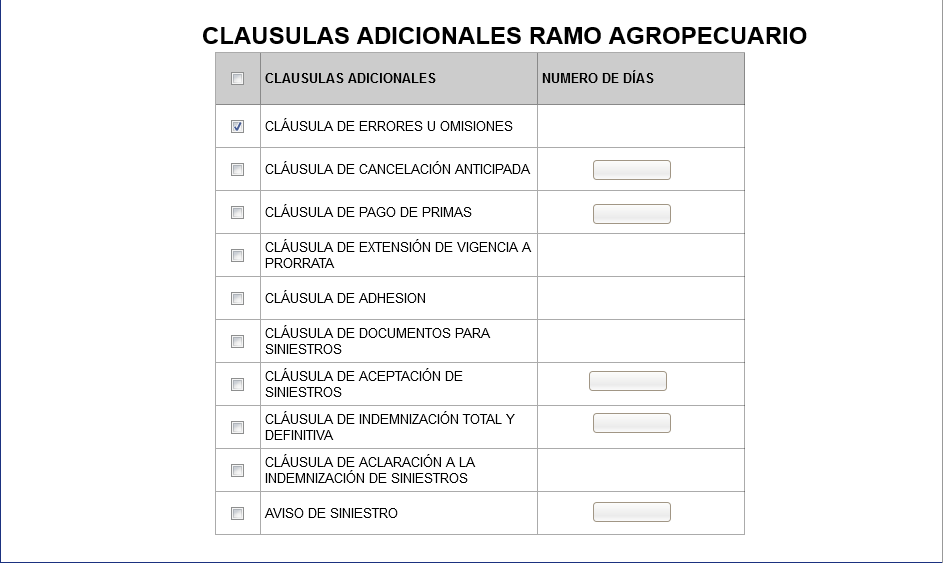 CLAUSULAS ADICIONALES RAMO AGROPECUARIO
CLAUSULAS ADICIONALES
NUMERO DE DÍAS
CLÁUSULA DE ERRORES U OMISIONES
CLÁUSULA DE CANCELACIÓN ANTICIPADA
CLÁUSULA DE PAGO DE PRIMAS
CLÁUSULA DE EXTENSIÓN DE VIGENCIA A
PRORRATA
CLÁUSULA DE ADHESION
CLÁUSULA DE DOCUMENTOS PARA
SINIESTROS
CLÁUSULA DE ACEPTACIÓN DE
SINIESTROS
CLÁUSULA DE INDEMNIZACIÓN TOTAL Y
DEFINITIVA
CLÁUSULA DE ACLARACIÓN A LA
INDEMNIZACIÓN DE SINIESTROS
AVISO DE SINIESTRO